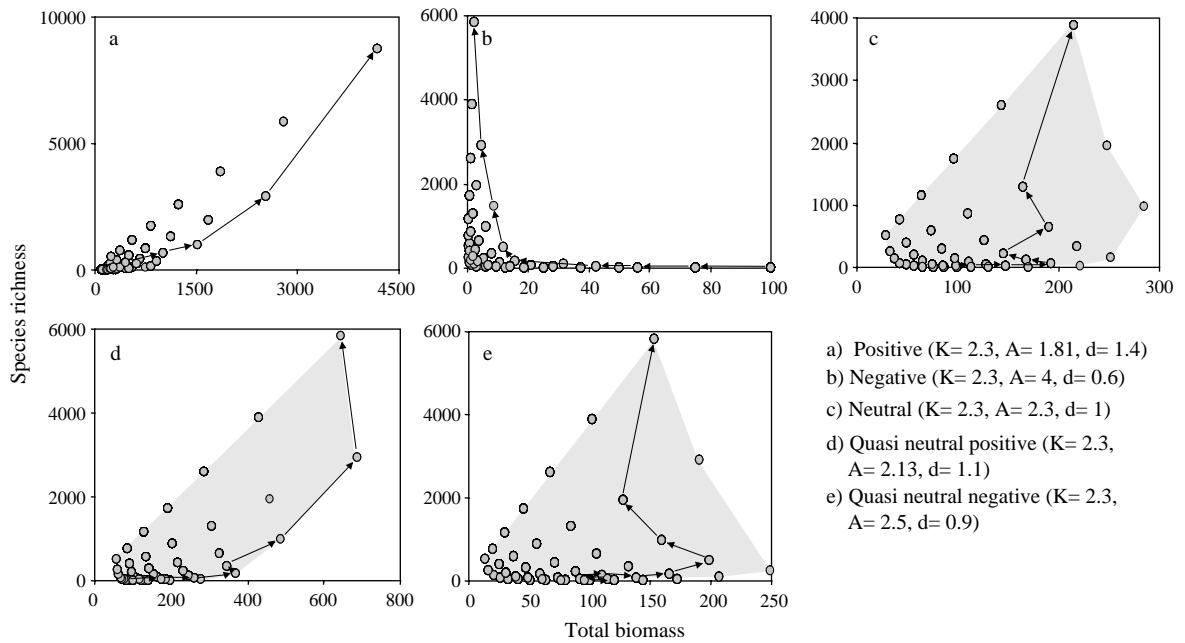 Species richness
a
10000
5000
0
0 1500 3000 4500
b
6000
4000
2000
0
0 20 40 60 80 100
c
4000
3000
2000
1000
0
0 100 200 300
d
6000
4000
2000
0
0 200 400 600 800
e
6000
4000
2000
0
0 50 100 150 200 250
Total biomass
a) Positive (K= 2.3, A= 1.81, d= 1.4)
b) Negative (K= 2.3, A= 4, d= 0.6)
c) Neutral (K= 2.3, A= 2.3, d= 1)
d) Quasi neutral positive (K= 2.3,
A= 2.13, d= 1.1)
e) Quasi neutral negative (K= 2.3,
A= 2.5, d= 0.9)